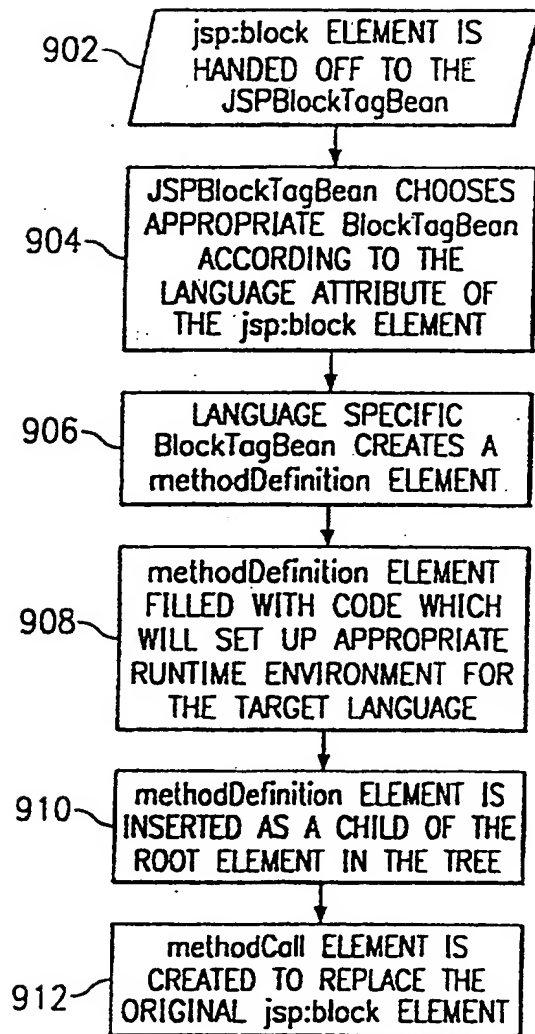 902
jsp:block ELEMENT IS
HANDED OFF TO THE
JSPBlockTagBean
904
JSPBlockTagBean CHOOSES
APPROPRIATE BlockTagBean
ACCORDING TO THE
LANGUAGE ATTRIBUTE OF
THE jsp:block ELEMENT
906
LANGUAGE SPECIFIC
BlockTagBean CREATES A
methodDefinition ELEMENT
908
methodDefinition ELEMENT
FILLED WITH CODE WHICH
WILL SET UP APPROPRIATE
RUNTIME ENVIRONMENT FOR
THE TARGET LANGUAGE
910
methodDefinition ELEMENT IS
INSERTED AS A CHILD OF THE
ROOT ELEMENT IN THE TREE
912
methodCall ELEMENT IS
CREATED TO REPLACE THE
ORIGINAL jsp:block ELEMENT